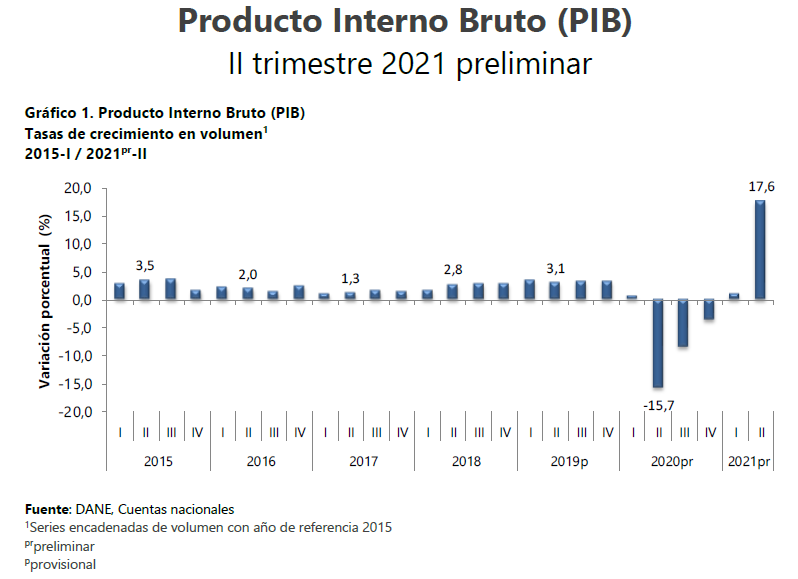 Producto Interno Bruto (PIB)
II trimestre 2021 preliminar
Gráfico 1. Producto Interno Bruto (PIB)
Tasas de crecimiento en volumen¹
2015-I / 2021ᵖʳ-II
Variación porcentual (%)
20,0
15,0
10,0
5,0
0,0
-5,0
-10,0
-15,0
-20,0
3,5
2,0
1,3
2,8
3,1
-15,7
17,6
I II III IV I II III IV I II III IV I II III IV I II III IV I II III IV I II
2015 2016 2017 2018 2019p 2020pr 2021pr
Fuente: DANE, Cuentas nacionales
¹Series encadenadas de volumen con año de referencia 2015
ᵖʳpreliminar
ᵖprovisional